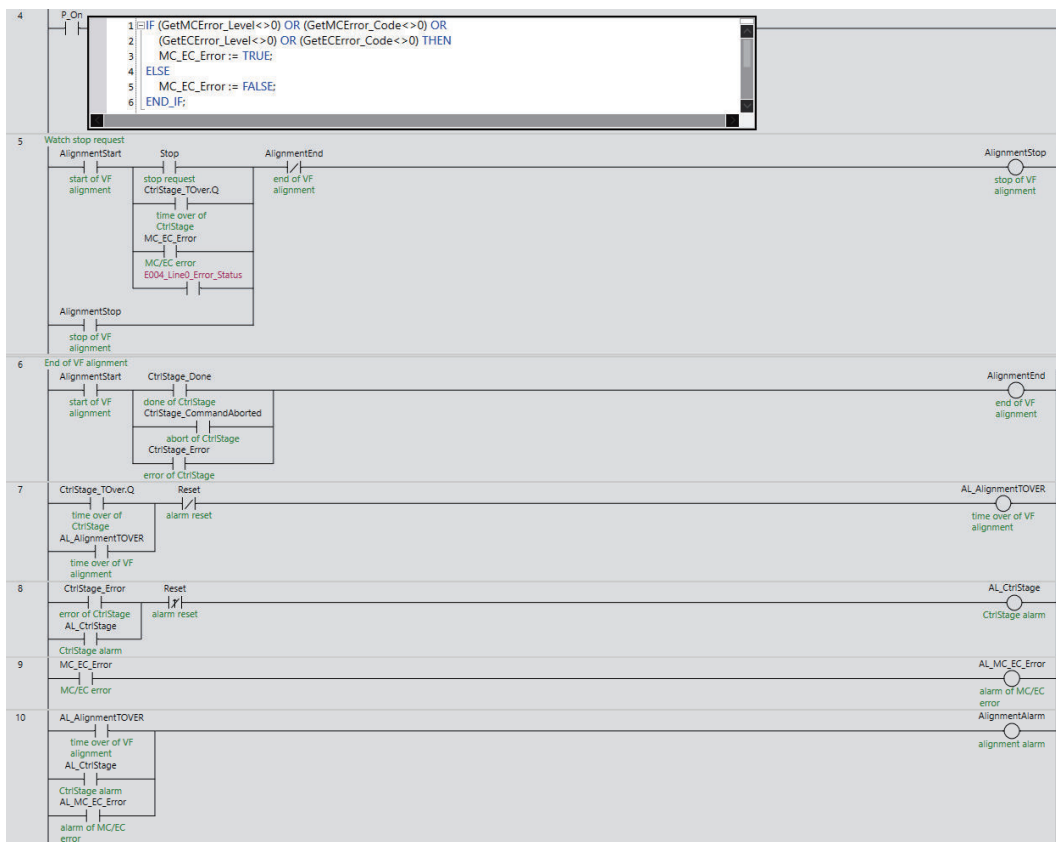 4
P_On
1 IF (GetMCError_Level<>0) OR (GetMCError_Code<>0) OR
2 (GetECError_Level<>0) OR (GetECError_Code<>0) THEN
3 MC_EC_Error := TRUE;
4 ELSE
5 MC_EC_Error := FALSE;
6 END_IF;
5 Watch stop request
AlignmentStart Stop AlignmentEnd AlignmentStop
start of VF alignment
stop request
end of VF alignment
stop of VF alignment
CtrlStage_TOver.Q
time over of
CtrlStage
MC_EC_Error
MC/EC error
E004_Line0_Error_Status
AlignmentStop
stop of VF
alignment
6 End of VF alignment
AlignmentStart CtrlStage_Done AlignmentEnd
start of VF alignment
done of CtrlStage
end of VF alignment
CtrlStage_CommandAborted
abort of CtrlStage
CtrlStage_Error
error of CtrlStage
7 CtrlStage_TOver.Q Reset AL_AlignmentTOVER
time over of CtrlStage
alarm reset
time over of VF alignment
AL_AlignmentTOVER
time over of VF
alignment
8 CtrlStage_Error Reset AL_CtrlStage
error of CtrlStage alarm reset CtrlStage alarm
AL_CtrlStage
CtrlStage alarm
9 MC_EC_Error AL_MC_EC_Error
MC/EC error
alarm of MC/EC
error
10 AL_AlignmentTOVER AlignmentAlarm
time over of VF alignment
alignment alarm
AL_CtrlStage
CtrlStage alarm
AL_MC_EC_Error
alarm of MC/EC
error